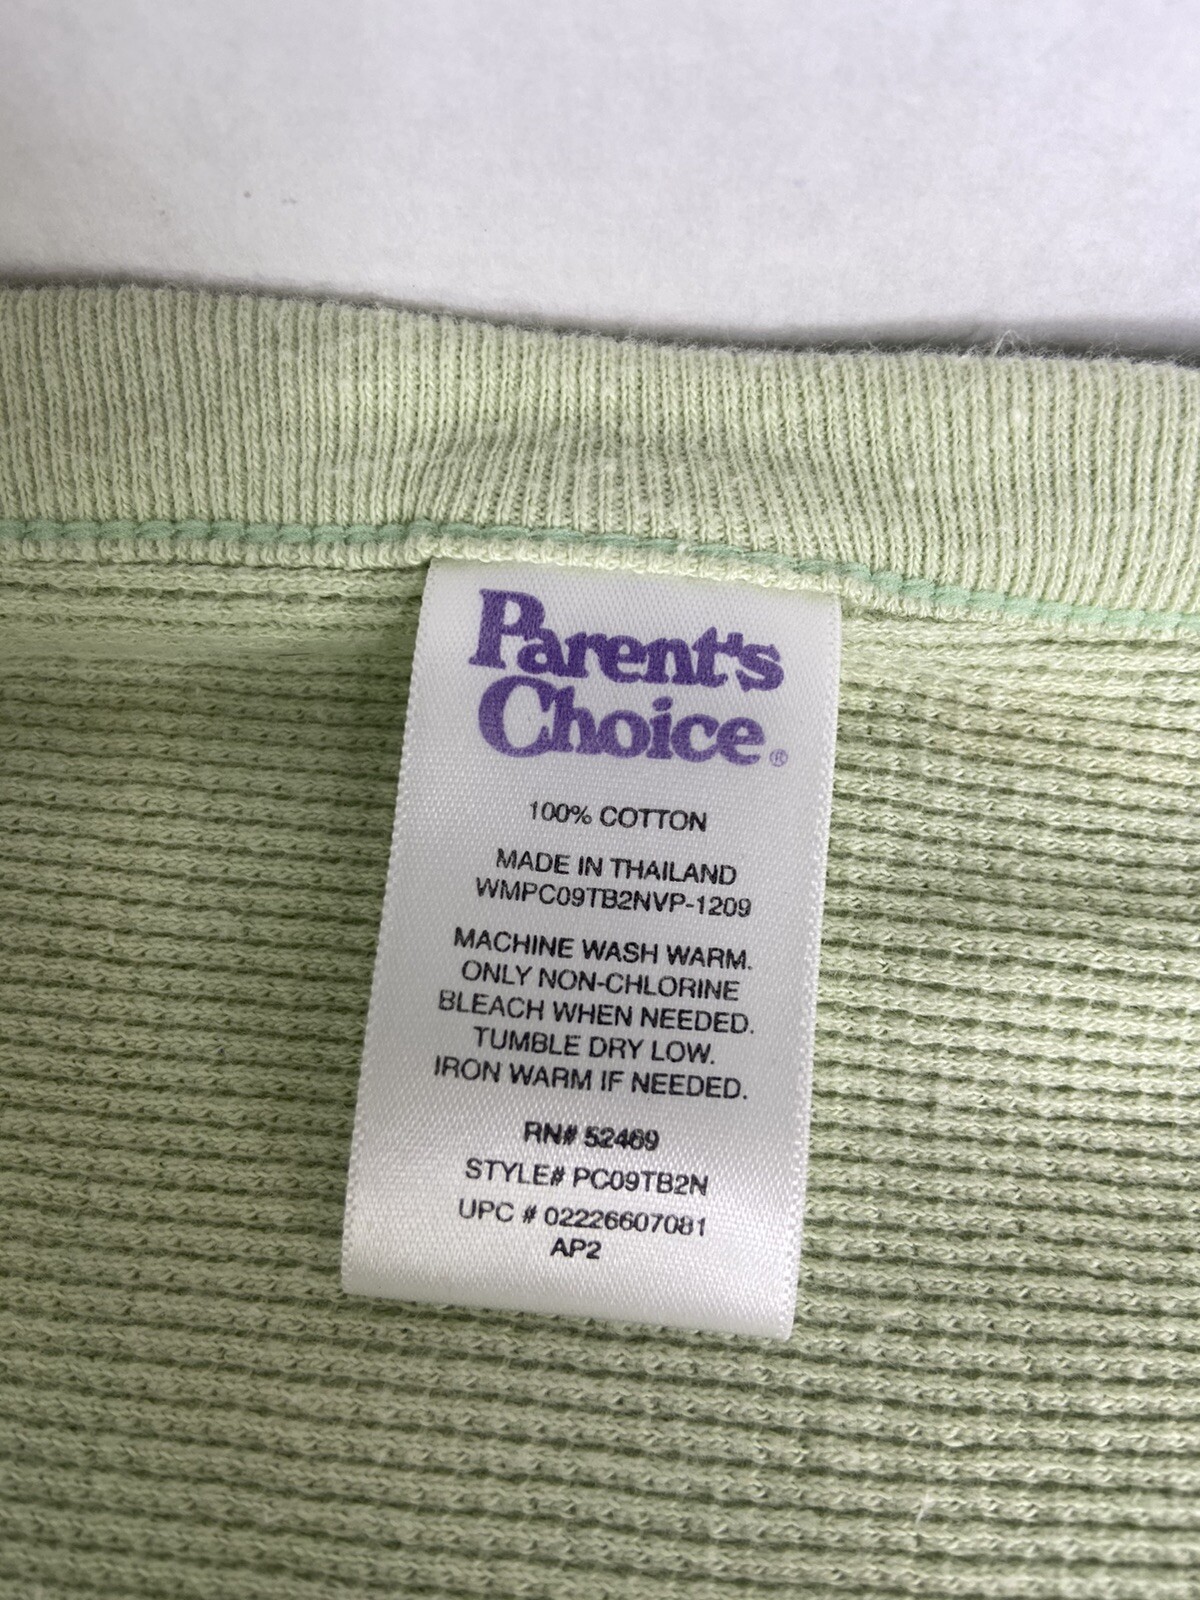 Parent's
Choice®
100% COTTON
MADE IN THAILAND
WMPC09TB2NVP-1209
MACHINE WASH WARM.
ONLY NON-CHLORINE
BLEACH WHEN NEEDED.
TUMBLE DRY LOW.
IRON WARM IF NEEDED.
RN# 52469
STYLE# PC09TB2N
UPC # 02226607081
AP2